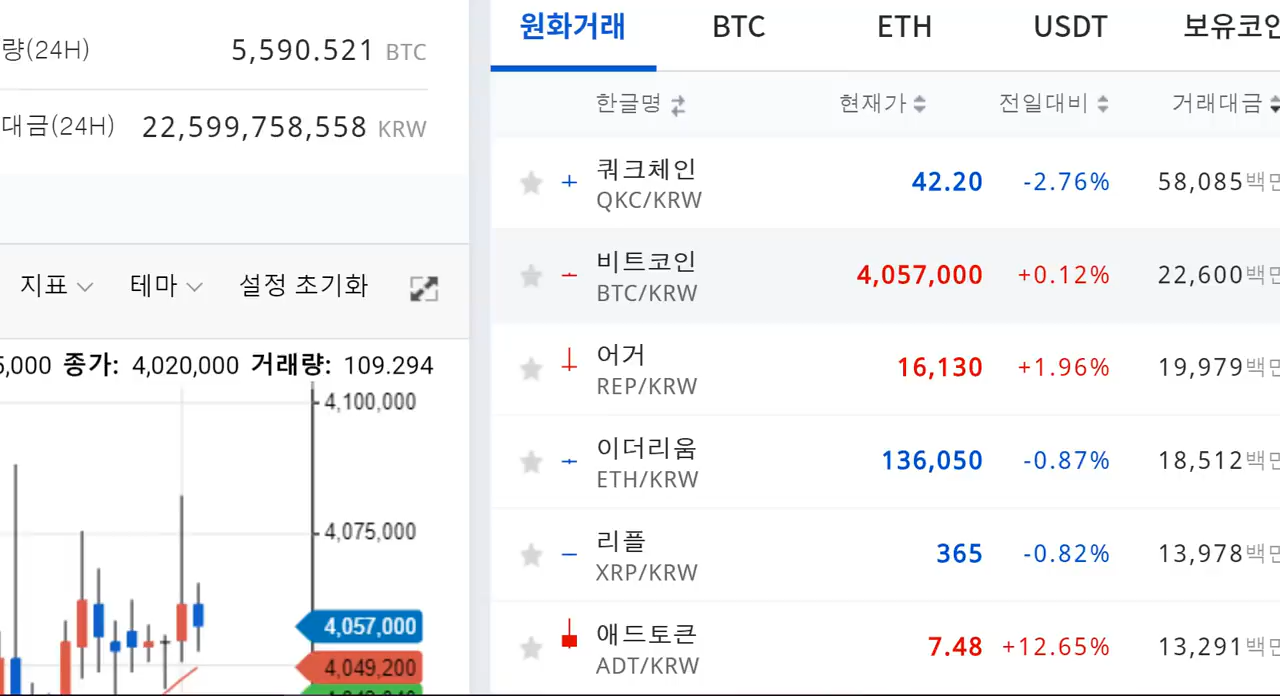 량(24H) 5,590.521 BTC
대금(24H) 22,599,758,558 KRW
지표 테마 설정 초기화
5,000 종가: 4,020,000 거래량: 109.294
4,100,000
4,075,000
4,057,000
4,049,200
원화거래 BTC ETH USDT 보유코인
한글명 현재가 전일대비 거래대금
쿼크체인 42.20 -2.76% 58,085백만
QKC/KRW
비트코인 4,057,000 +0.12% 22,600백만
BTC/KRW
어거 16,130 +1.96% 19,979백만
REP/KRW
이더리움 136,050 -0.87% 18,512백만
ETH/KRW
리플 365 -0.82% 13,978백만
XRP/KRW
애드토큰 7.48 +12.65% 13,291백만
ADT/KRW